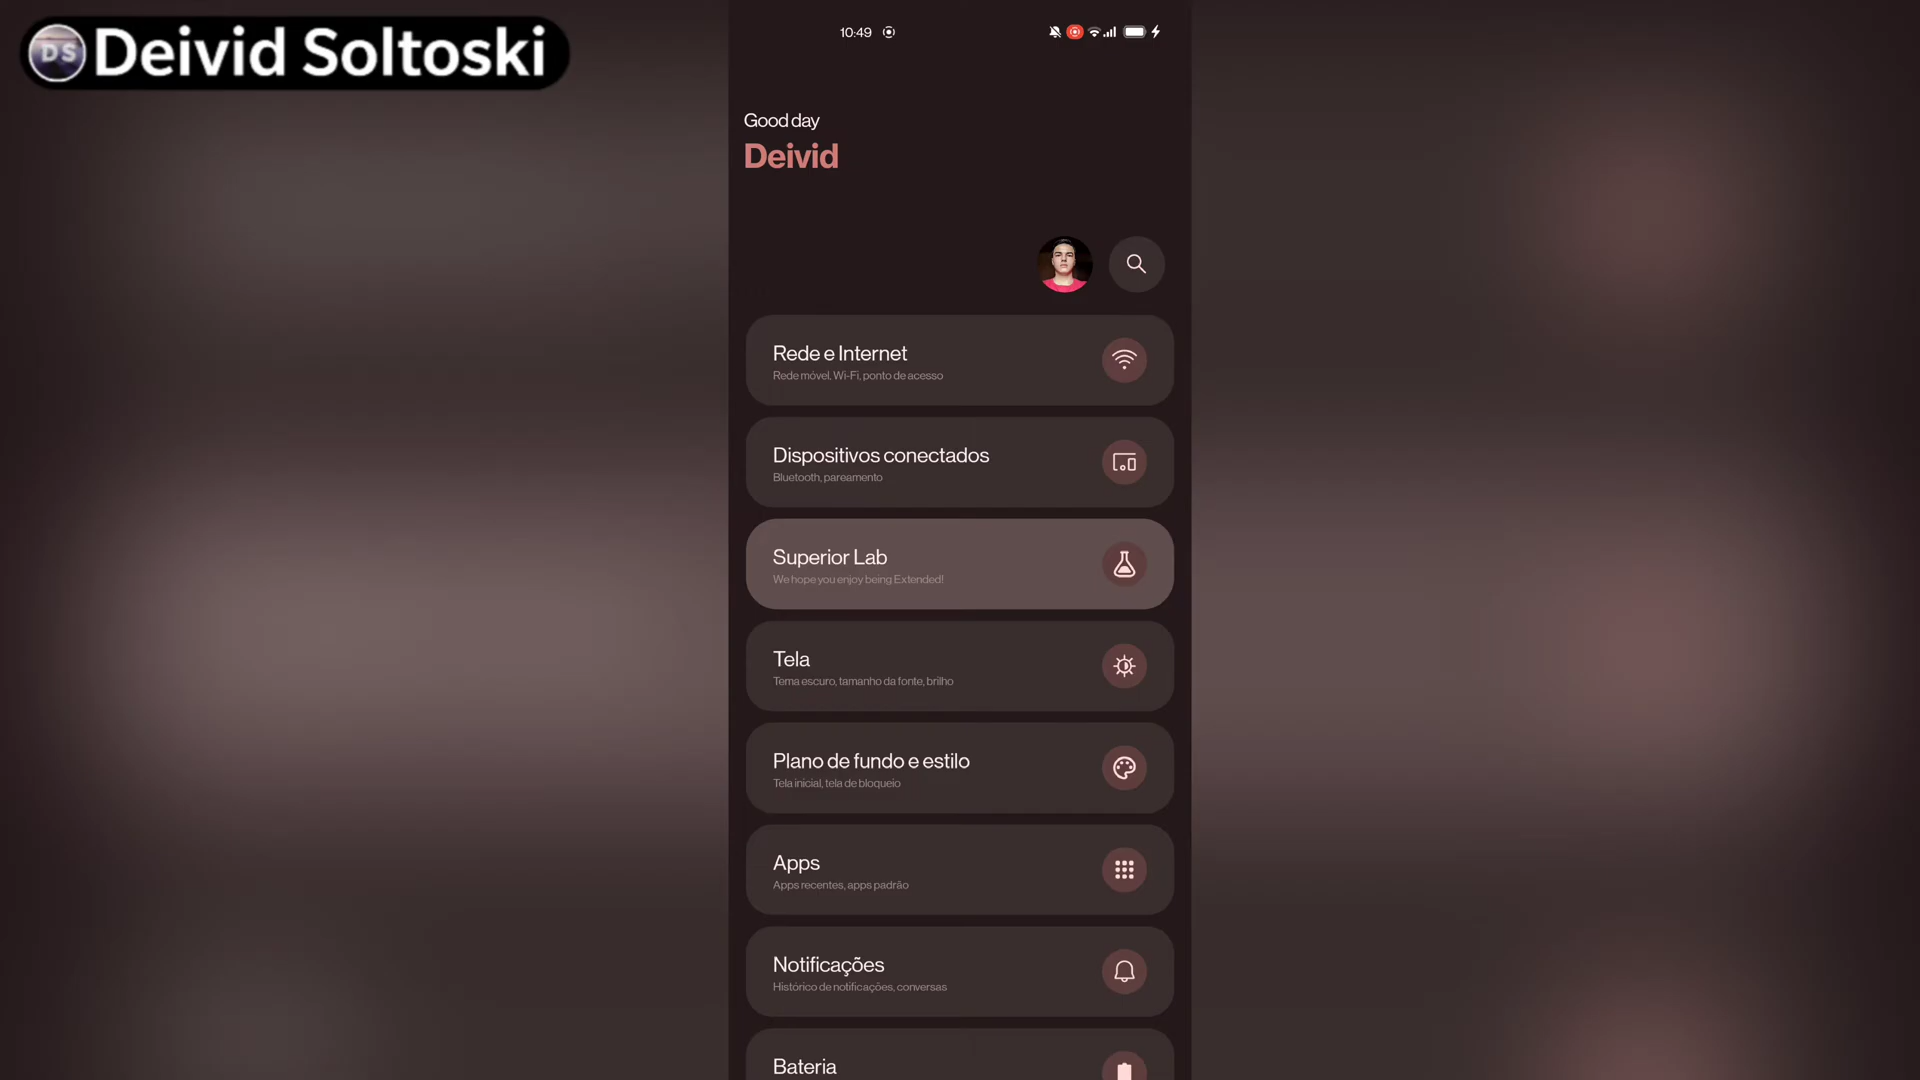 DS Deivid Soltoski
10:49
Good day
Deivid
Rede e Internet
Rede móvel, Wi-Fi, ponto de acesso
Dispositivos conectados
Bluetooth, pareamento
Superior Lab
We hope you enjoy being Extended!
Tela
Tema escuro, tamanho da fonte, brilho
Plano de fundo e estilo
Tela inicial, tela de bloqueio
Apps
Apps recentes, apps padrão
Notificações
Histórico de notificações, conversas
Bateria